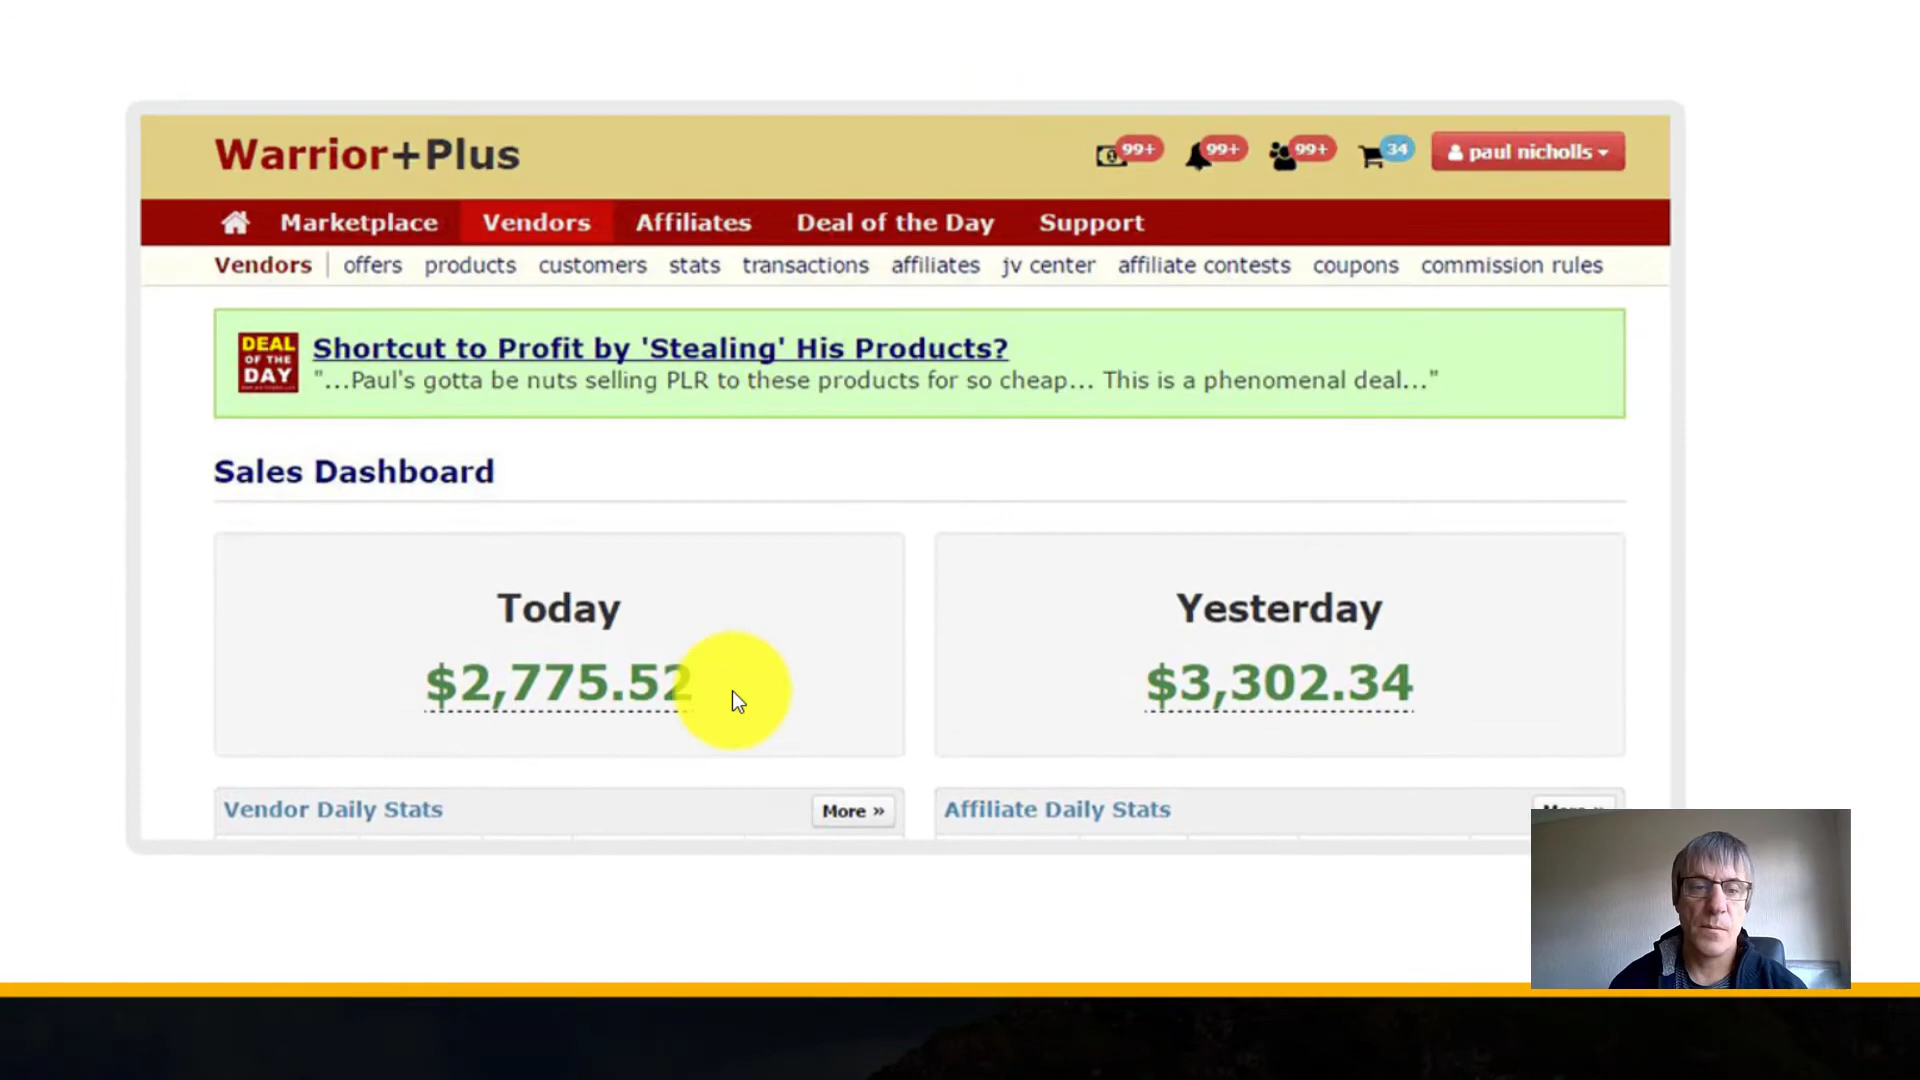 Warrior+Plus
99+ 99+ 99+ 34 paul nicholls
Marketplace Vendors Affiliates Deal of the Day Support
Vendors offers products customers stats transactions affiliates jv center affiliate contests coupons commission rules
DEAL OF THE DAY
Shortcut to Profit by 'Stealing' His Products?
"...Paul's gotta be nuts selling PLR to these products for so cheap... This is a phenomenal deal..."
Sales Dashboard
Today
$2,775.52
Yesterday
$3,302.34
Vendor Daily Stats More »
Affiliate Daily Stats More »